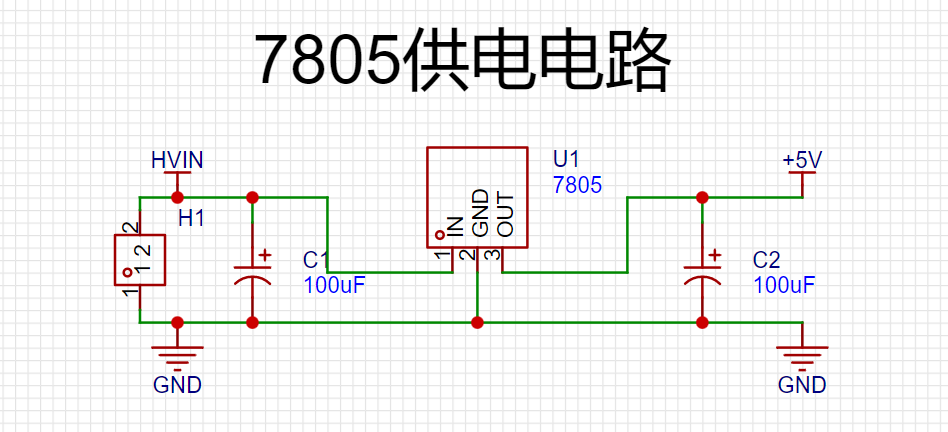 7805供电电路
HVIN
H1
2
1 2
1
C1
100uF
U1
7805
IN
GND
OUT
1
2
3
+5V
C2
100uF
GND
GND